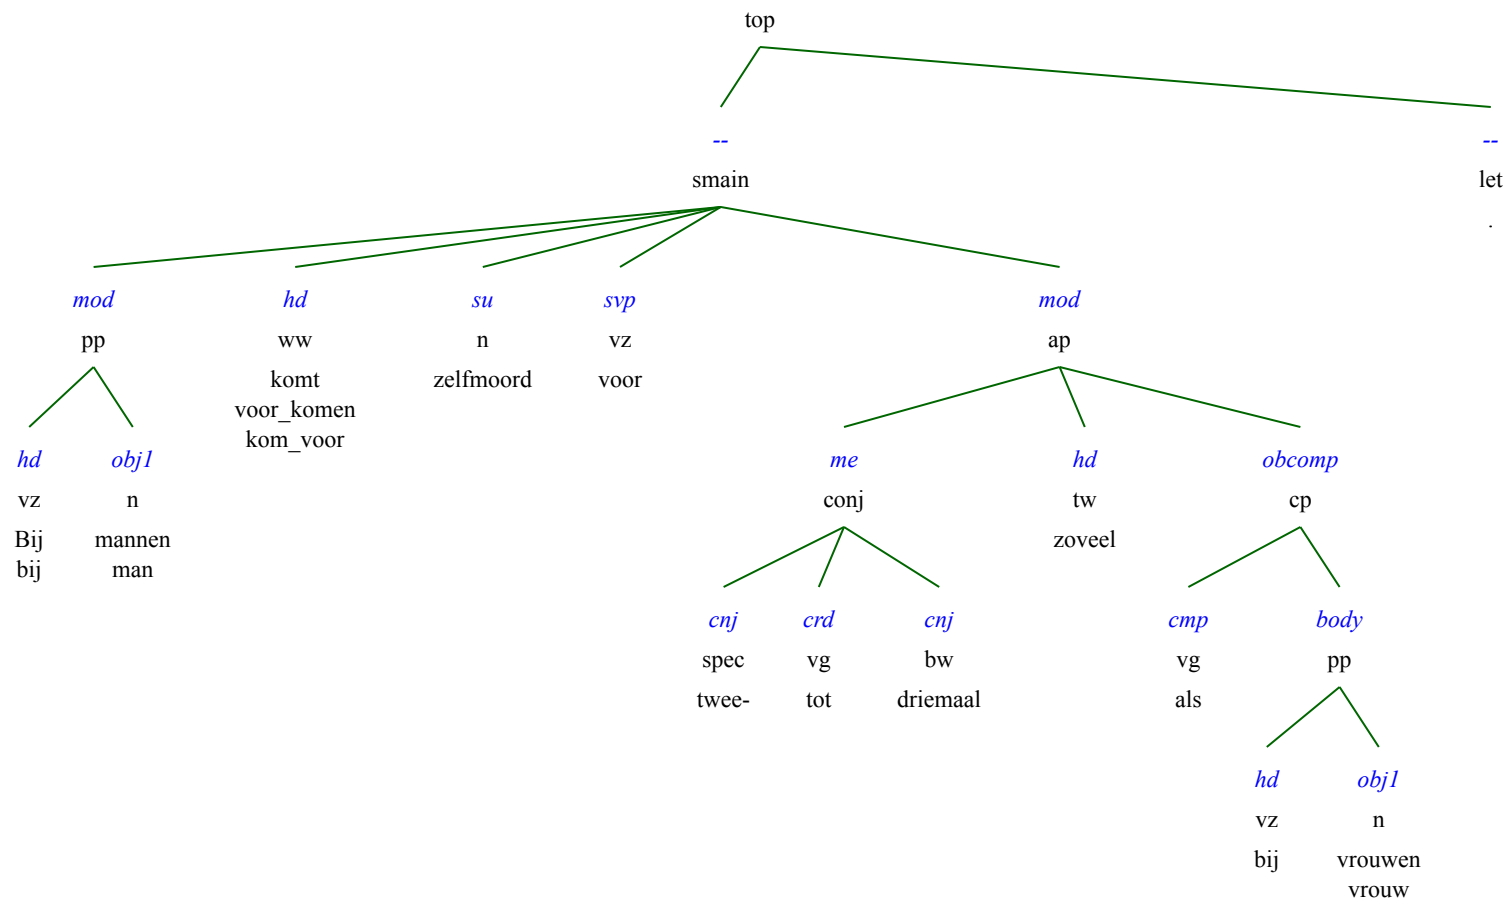 top
-- --
smain let
.
mod hd su svp mod
pp ww n vz ap
komt zelfmoord voor
voor_komen
kom_voor
hd obj1 me hd obcomp
vz n conj tw cp
Bij mannen zoveel
bij man
cnj crd cnj cmp body
spec vg bw vg pp
twee- tot driemaal als
hd obj1
vz n
bij vrouwen
vrouw